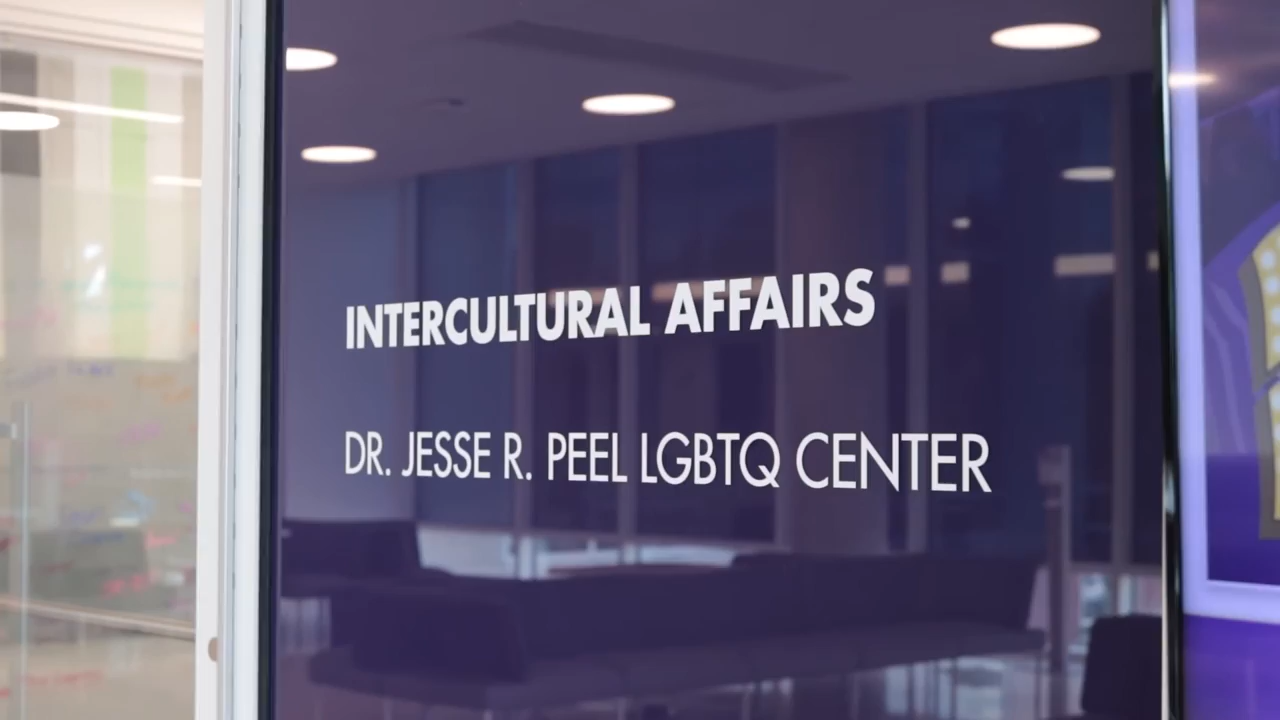 INTERCULTURAL AFFAIRS
DR. JESSE R. PEEL LGBTQ CENTER